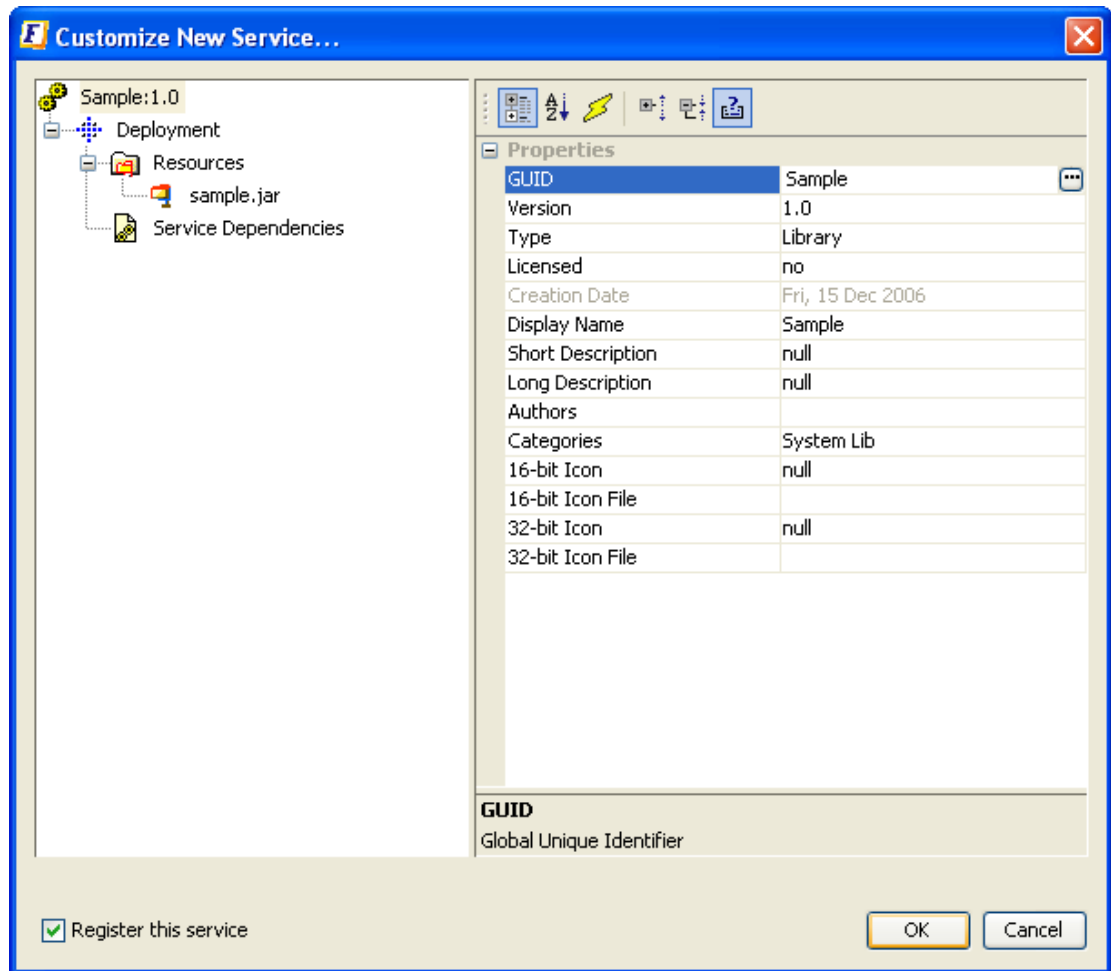 Customize New Service...
Sample:1.0
Deployment
Resources
sample.jar
Service Dependencies
Properties
GUID Sample
Version 1.0
Type Library
Licensed no
Creation Date Fri, 15 Dec 2006
Display Name Sample
Short Description null
Long Description null
Authors
Categories System Lib
16-bit Icon null
16-bit Icon File
32-bit Icon null
32-bit Icon File
GUID
Global Unique Identifier
Register this service
OK Cancel